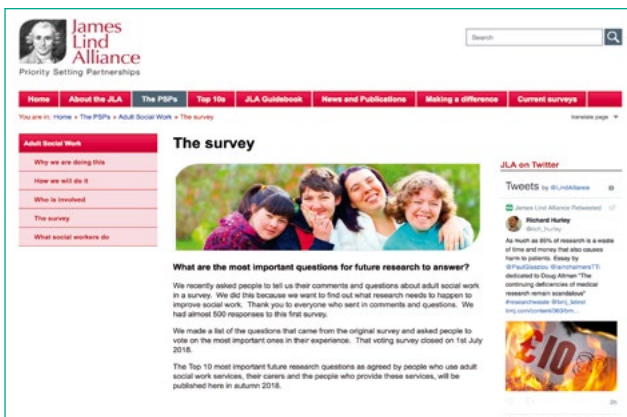 James
Lind
Alliance
Priority Setting Partnerships
Search
Home About the JLA The PSPs Top 10s JLA Guidebook News and Publications Making a difference Current surveys
You are in: Home » The PSPs » Adult Social Work » The survey
translate page
Adult Social Work
Why we are doing this
How we will do it
Who is involved
The survey
What social workers do
The survey
What are the most important questions for future research to answer?
We recently asked people to tell us their comments and questions about adult social work
in a survey. We did this because we want to find out what research needs to happen to
improve social work. Thank you to everyone who sent in comments and questions. We
had almost 500 responses to this first survey.
We made a list of the questions that came from the original survey and asked people to
vote on the most important ones in their experience. That voting survey closed on 1st July
2018.
The Top 10 most important future research questions as agreed by people who use adult
social work services, their carers and the people who provide these services, will be
published here in autumn 2018.
JLA on Twitter
Tweets by @LindAlliance
James Lind Alliance Retweeted
Richard Hurley
@rich_hurley
As much as 85% of research is a waste
of time and money that also causes
harm to patients. Essay by
@PaulGlasziou @iainchalmersTTi
dedicated to Doug Altman "The
continuing deficiencies of medical
research remain scandalous"
#researchwaste @bmj_latest
bmj.com/content/363/bm...
£10
2h